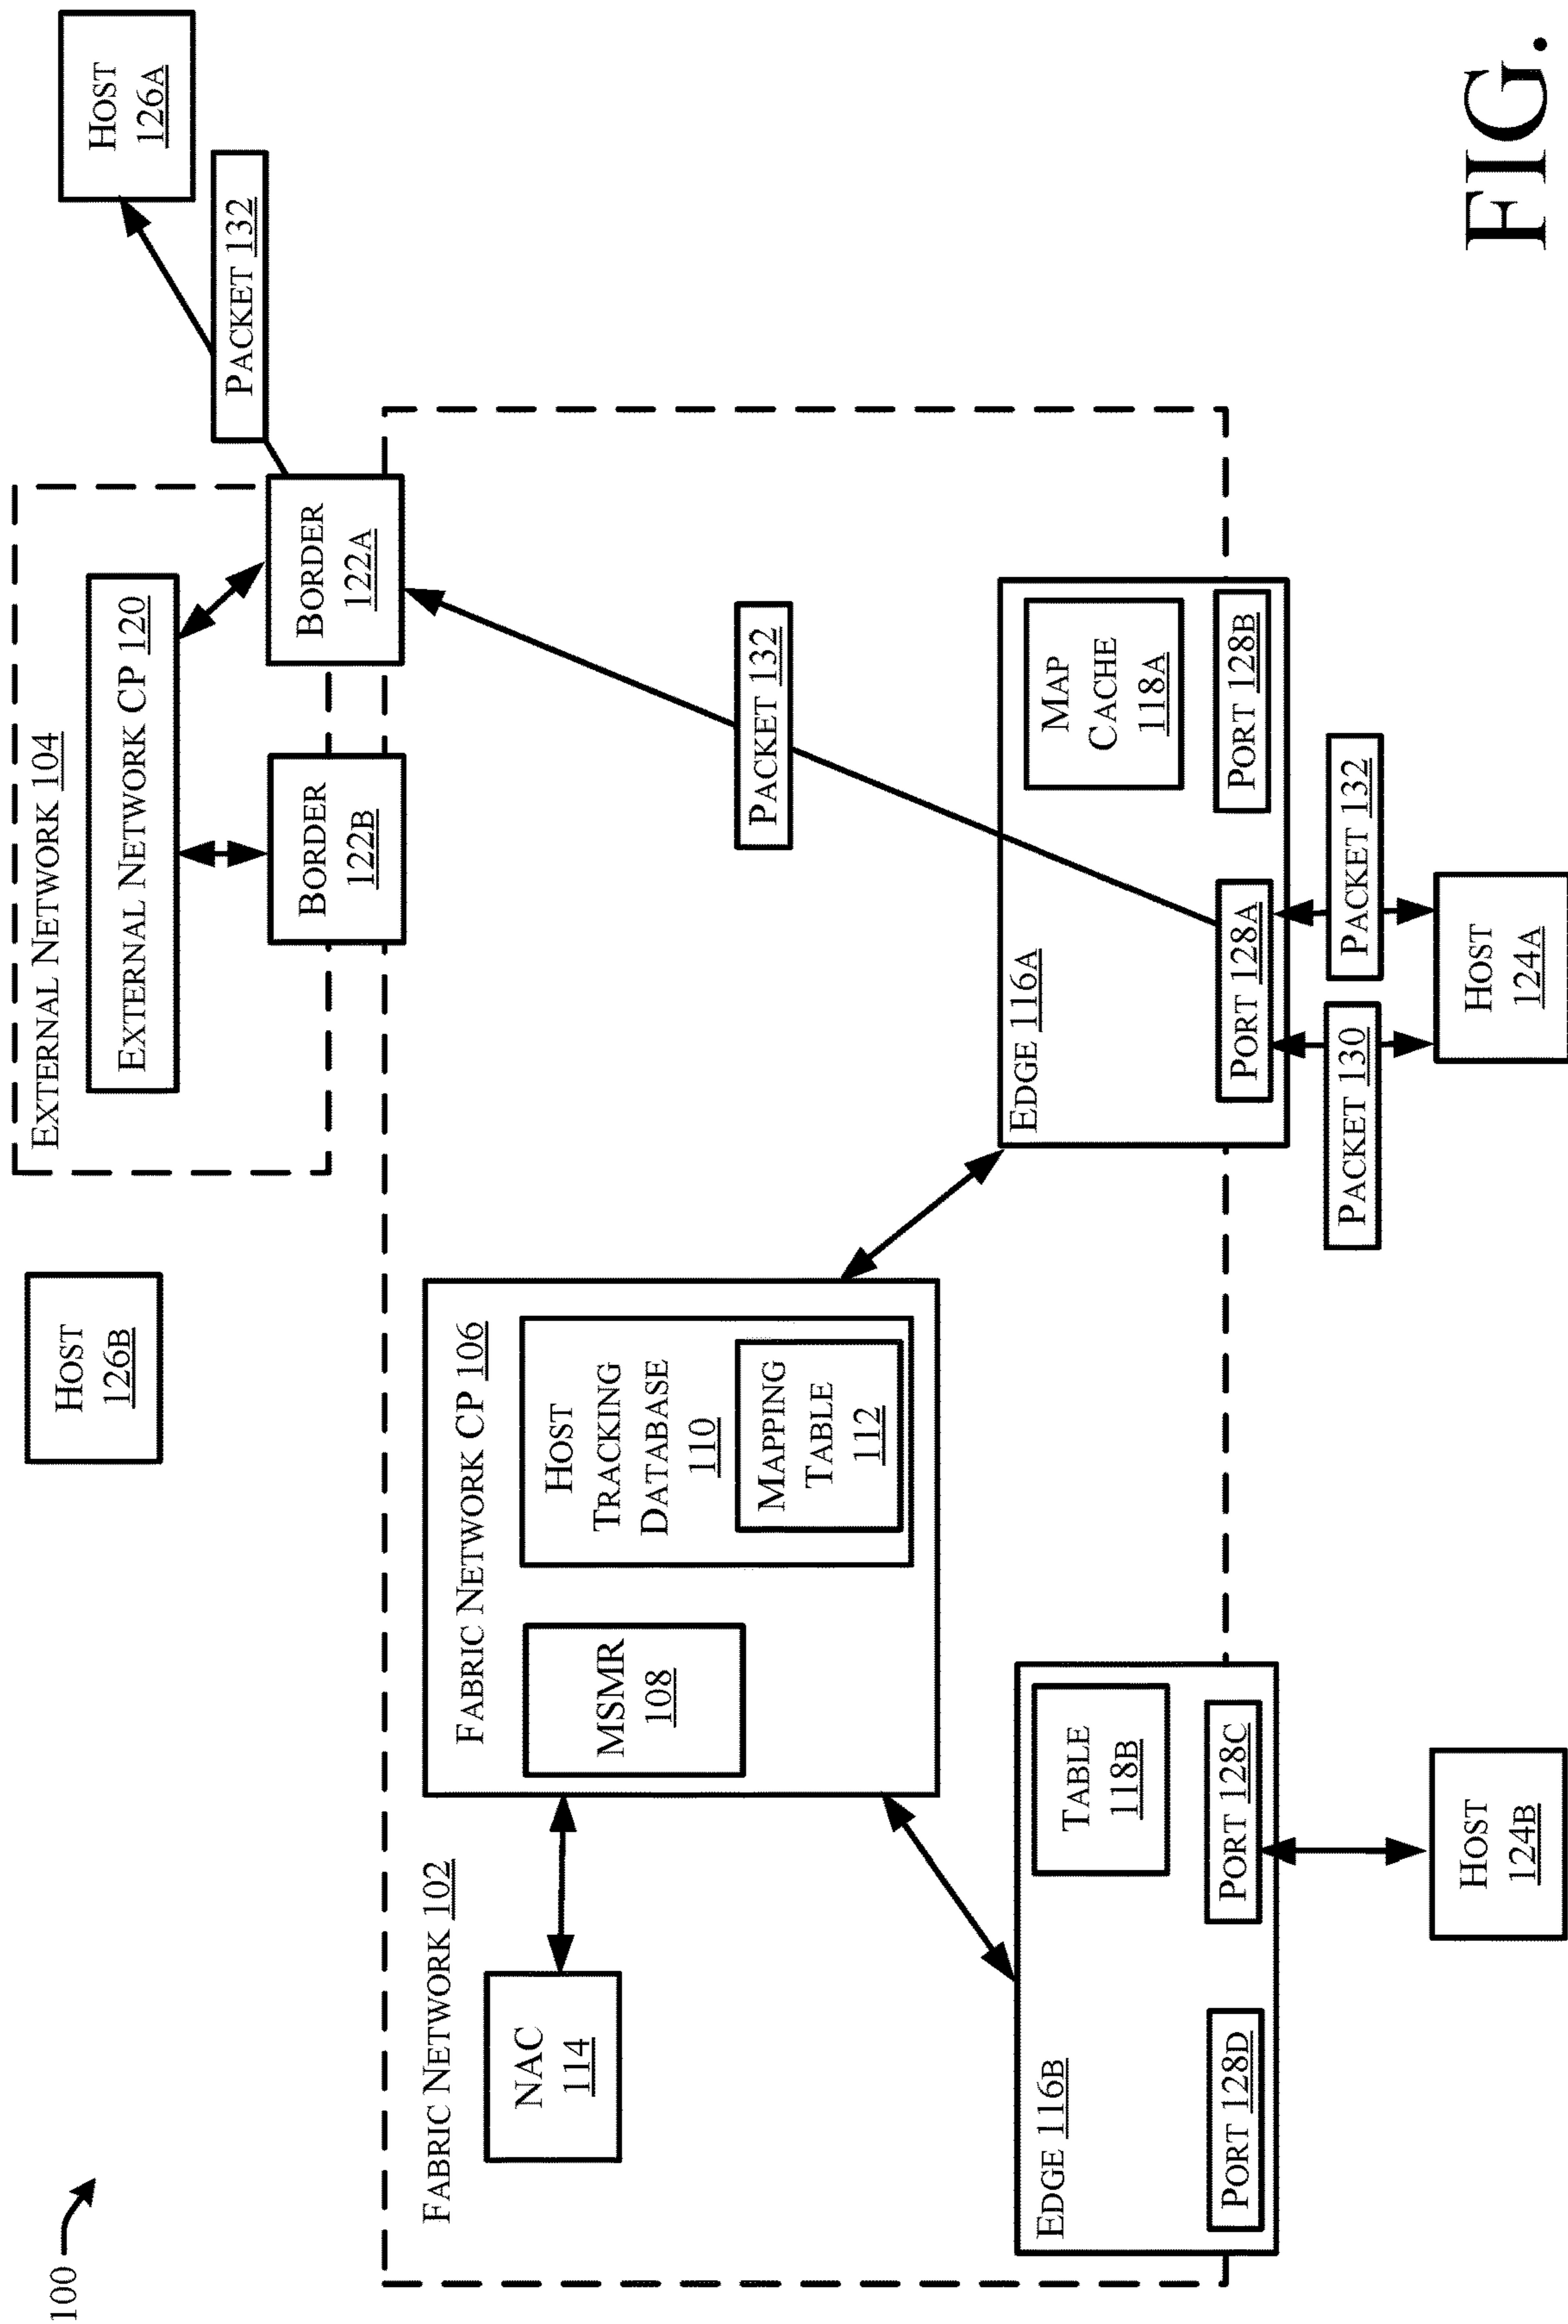 100
EXTERNAL NETWORK 104
EXTERNAL NETWORK CP 120
HOST
126B
HOST
126A
BORDER
122B
BORDER
122A
PACKET 132
FABRIC NETWORK 102
NAC
114
FABRIC NETWORK CP 106
MSMR
108
HOST
TRACKING
DATABASE
110
MAPPING
TABLE
112
PACKET 132
EDGE 116B
TABLE
118B
PORT 128D
PORT 128C
EDGE 116A
MAP
CACHE
118A
PORT 128A
PORT 128B
PACKET 130
PACKET 132
HOST
124B
HOST
124A
FIG.